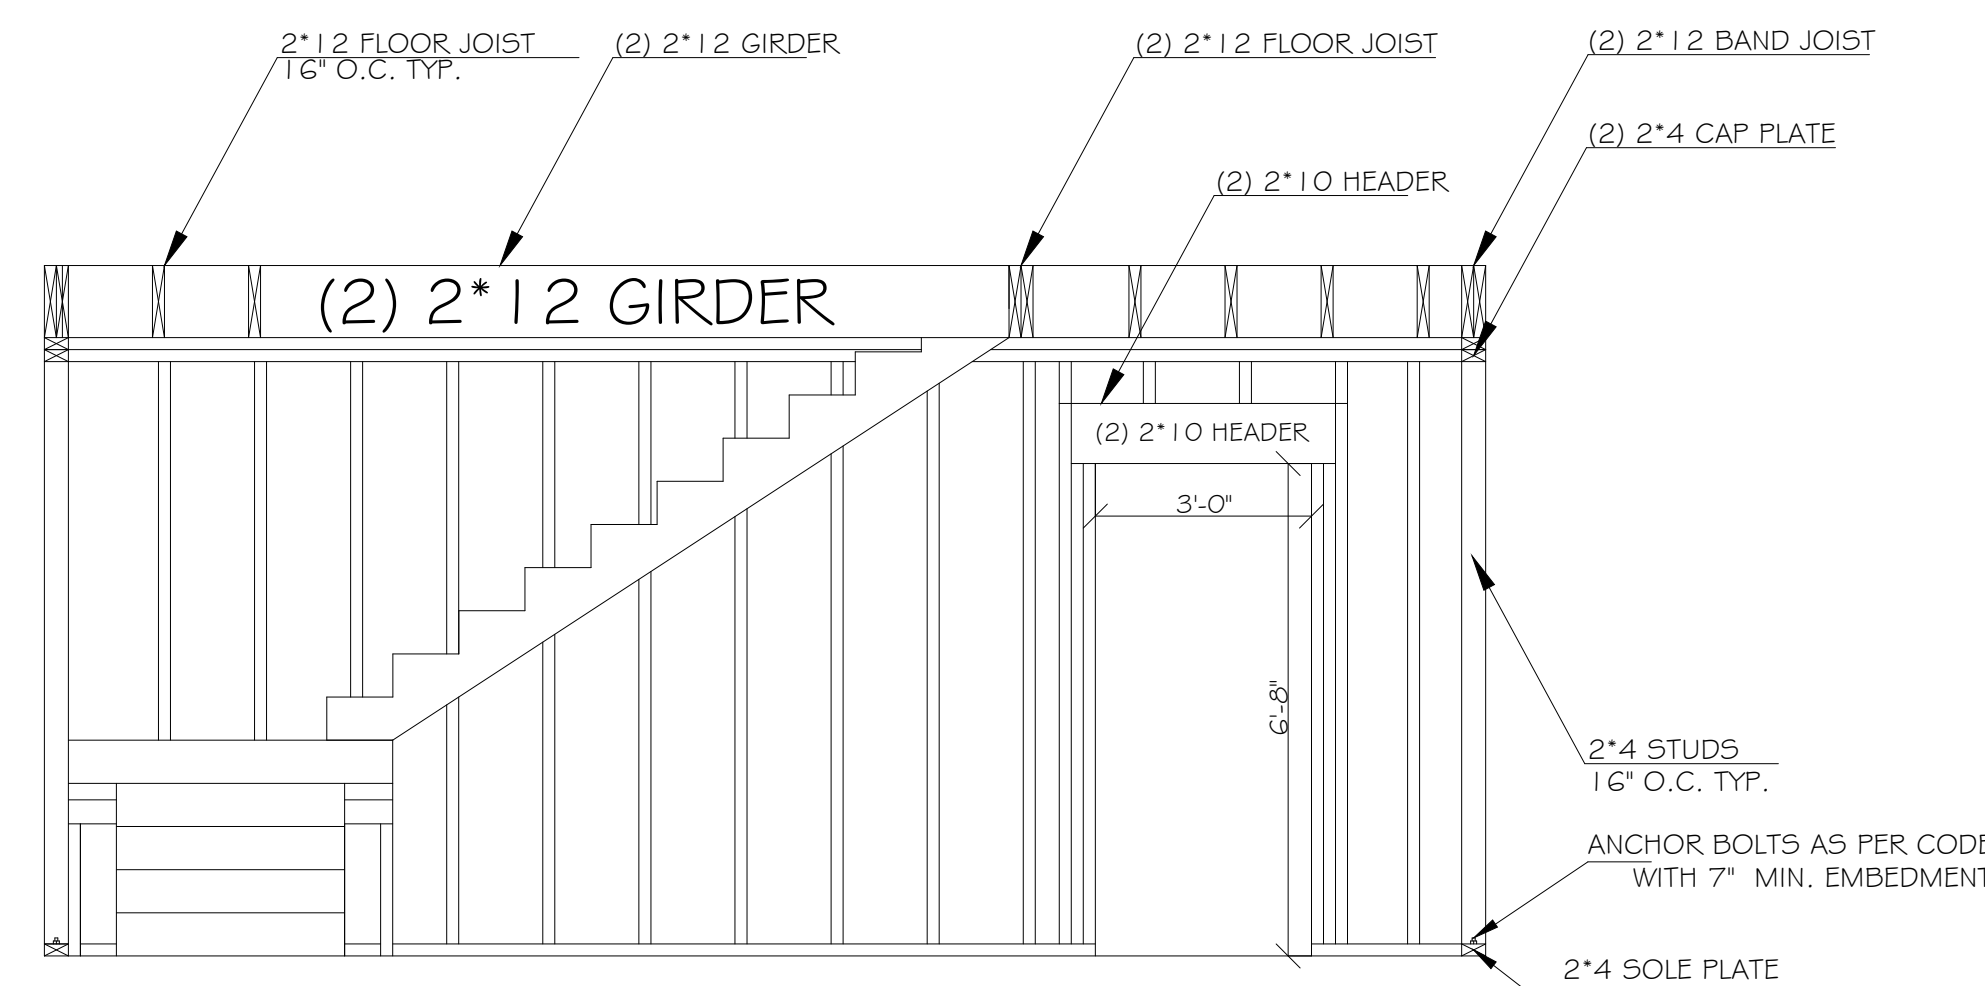 2*12 FLOOR JOIST
16" O.C. TYP.
(2) 2*12 GIRDER
(2) 2*12 FLOOR JOIST
(2) 2*12 BAND JOIST
(2) 2*4 CAP PLATE
(2) 2*10 HEADER
(2) 2*12 GIRDER
(2) 2*10 HEADER
3'-0"
6'-8"
2*4 STUDS
16" O.C. TYP.
ANCHOR BOLTS AS PER CODE
WITH 7" MIN. EMBEDMENT
2*4 SOLE PLATE